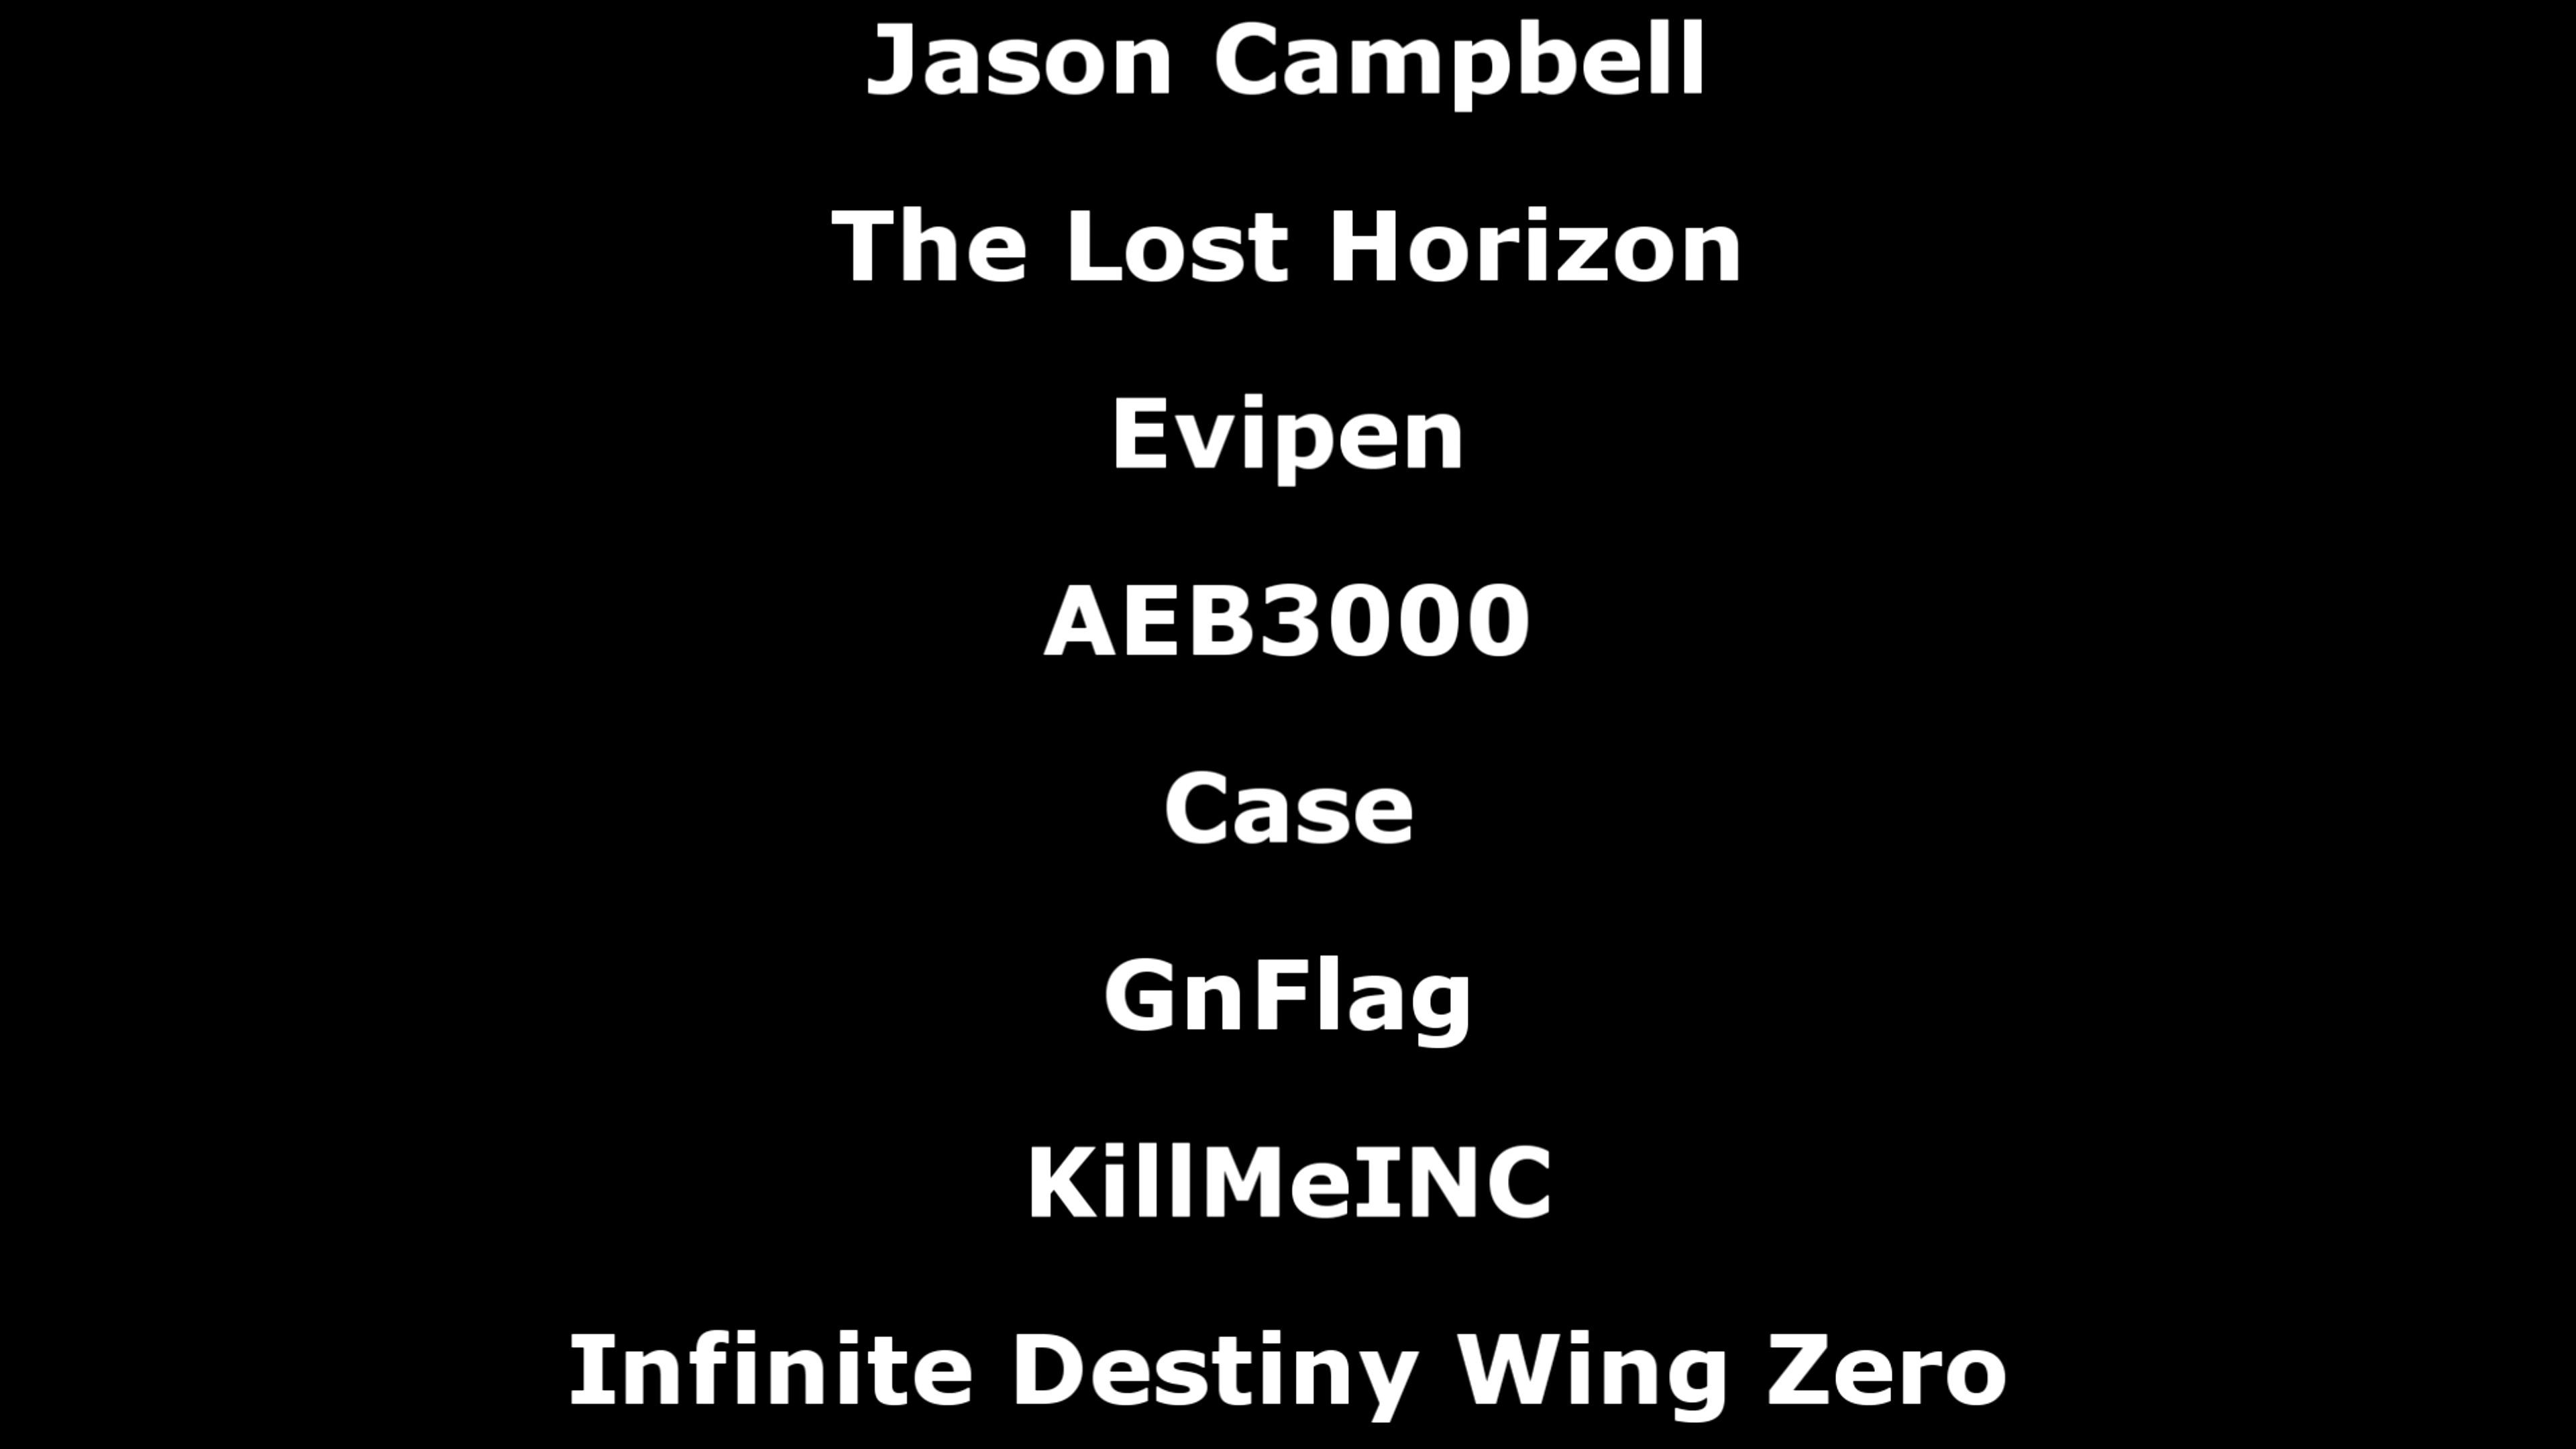 Jason Campbell
The Lost Horizon
Evipen
AEB3000
Case
GnFlag
KillMeINC
Infinite Destiny Wing Zero